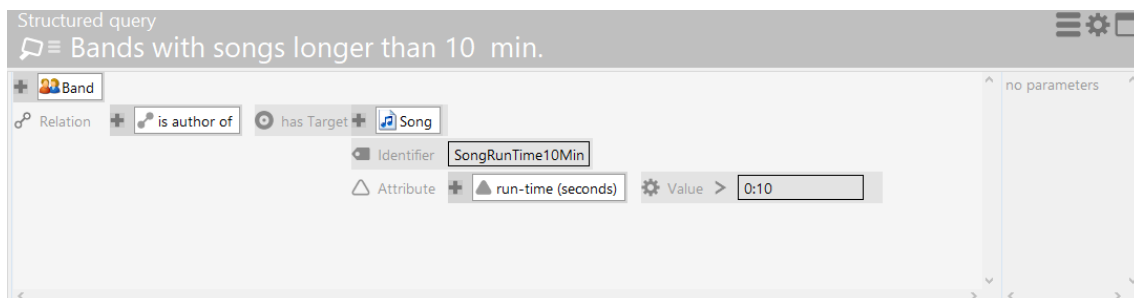 Structured query
Bands with songs longer than 10 min.
Band
no parameters
Relation is author of has Target Song
Identifier SongRunTime10Min
Attribute run-time (seconds) Value > 0:10